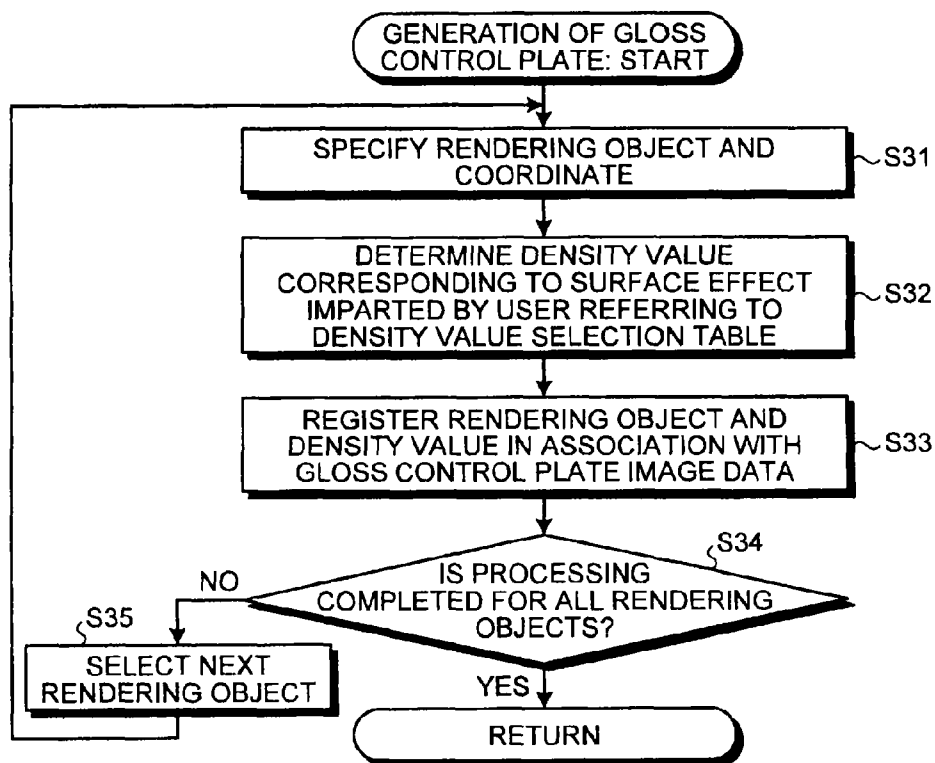 GENERATION OF GLOSS
CONTROL PLATE: START
SPECIFY RENDERING OBJECT AND
COORDINATE
S31
DETERMINE DENSITY VALUE
CORRESPONDING TO SURFACE EFFECT
IMPARTED BY USER REFERRING TO
DENSITY VALUE SELECTION TABLE
S32
REGISTER RENDERING OBJECT AND
DENSITY VALUE IN ASSOCIATION WITH
GLOSS CONTROL PLATE IMAGE DATA
S33
S34
IS PROCESSING
COMPLETED FOR ALL RENDERING
OBJECTS?
NO
S35
SELECT NEXT
RENDERING OBJECT
YES
RETURN